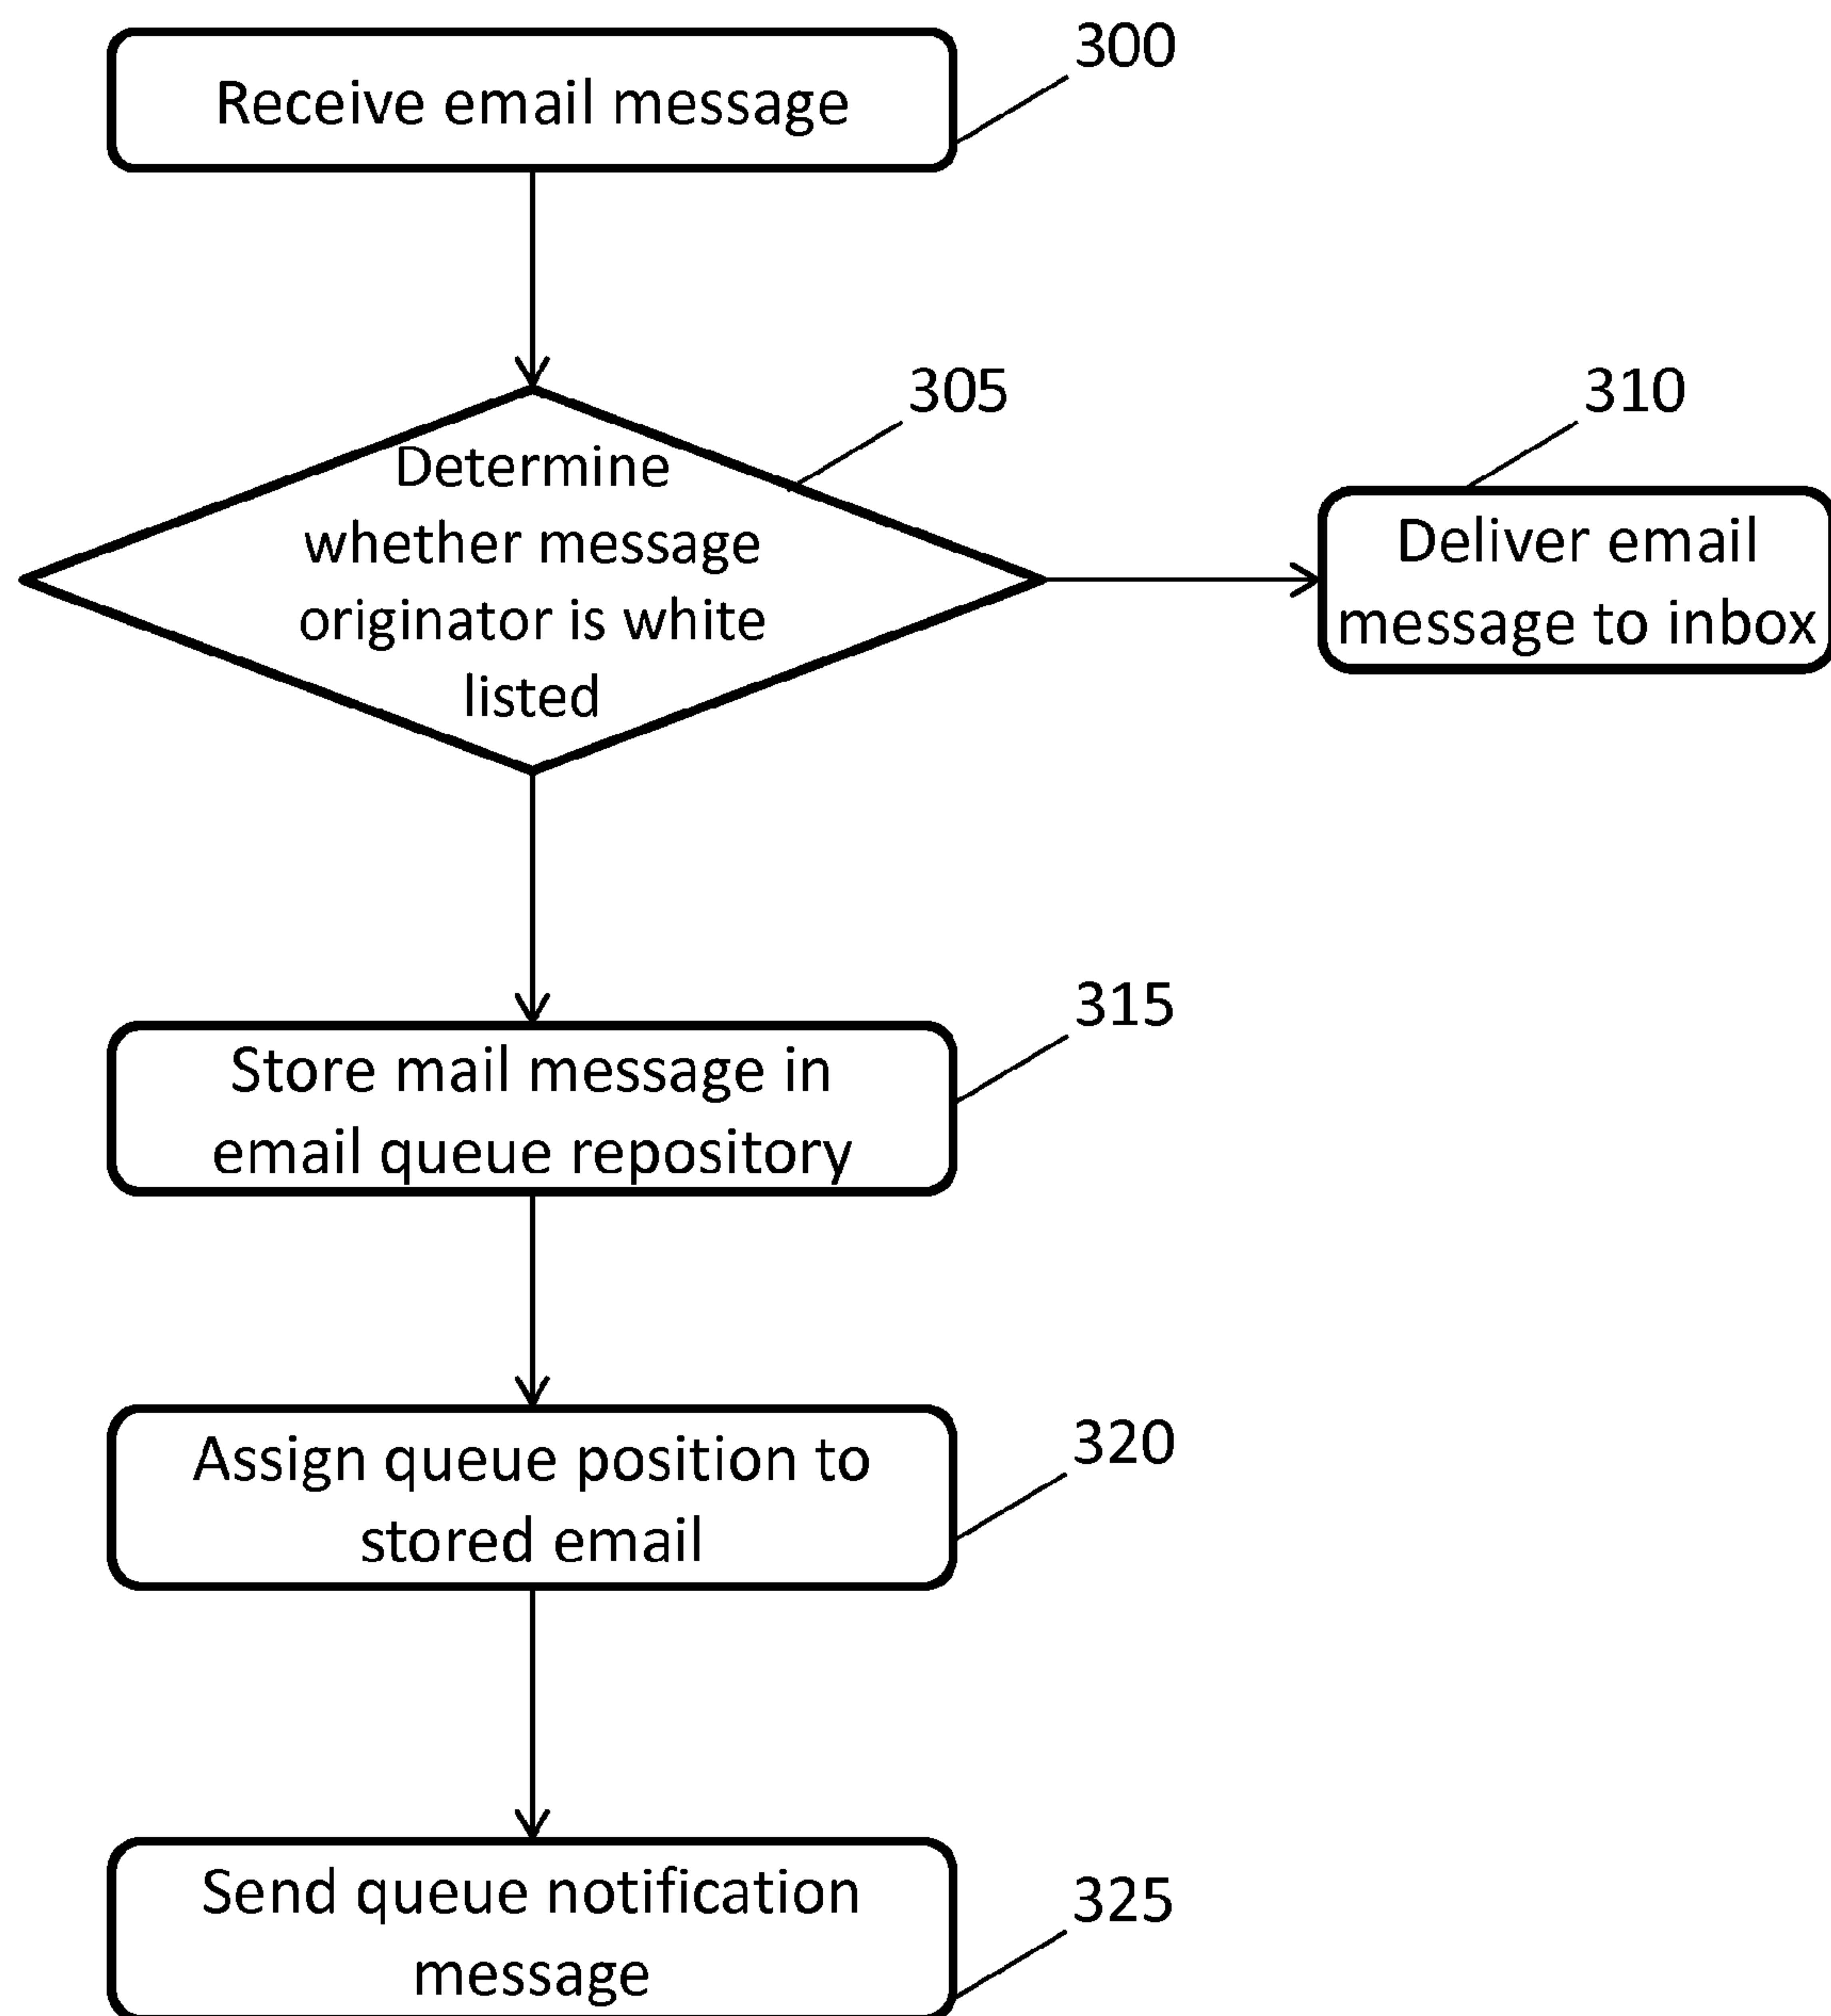 300
Receive email message
305
Determine
whether message
originator is white
listed
310
Deliver email
message to inbox
315
Store mail message in
email queue repository
320
Assign queue position to
stored email
325
Send queue notification
message